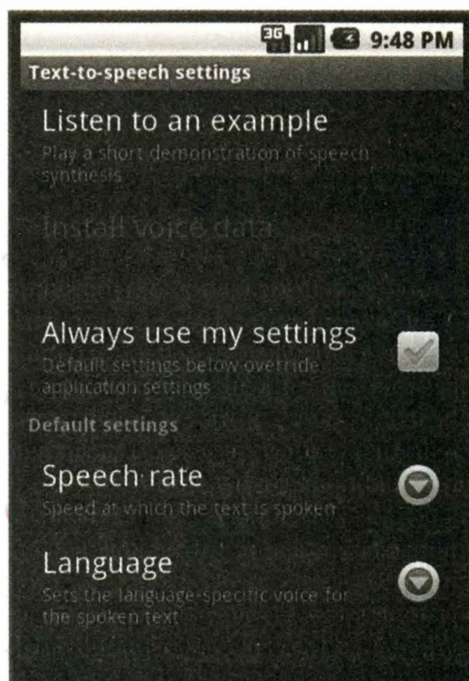 3G 9:48 PM
Text-to-speech settings
Listen to an example
Play a short demonstration of speech
synthesis
Install voice data
Always use my settings
Default settings below override
application settings
Default settings
Speech rate
Speed at which the text is spoken
Language
Sets the language-specific voice for
the spoken text